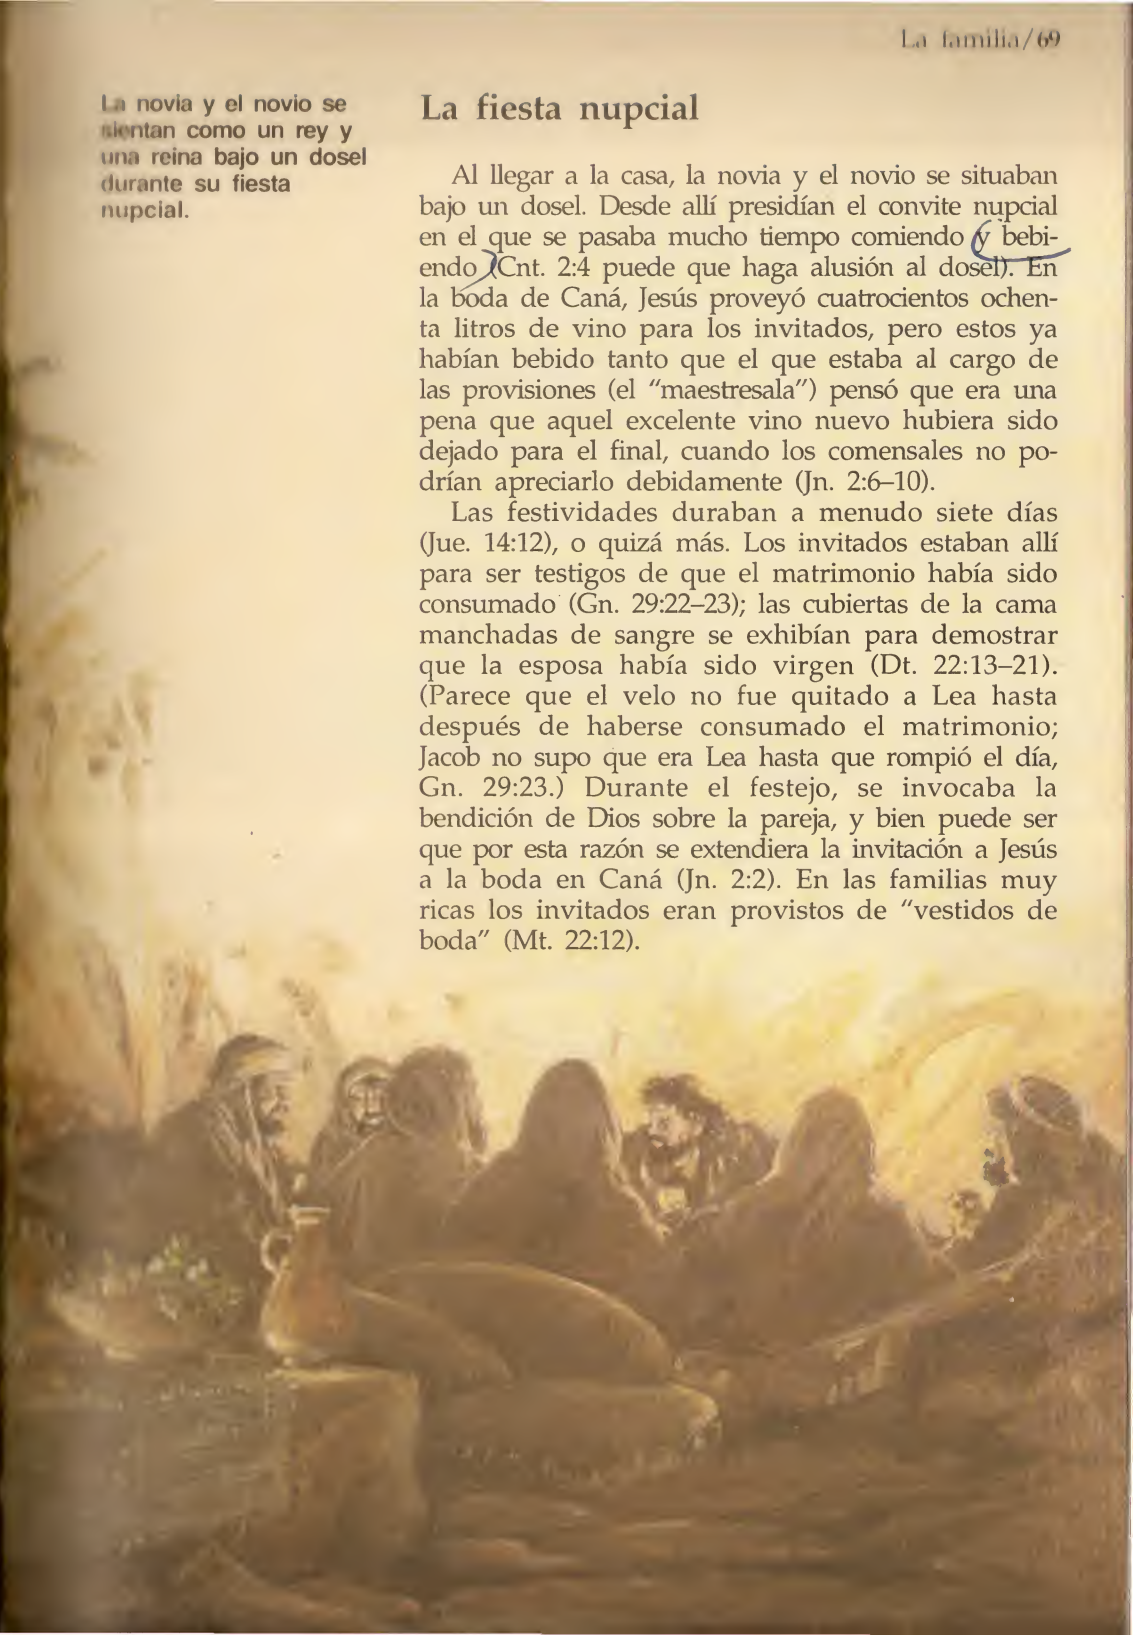 La familia/69
La novia y el novio se
sientan como un rey y
una reina bajo un dosel
durante su fiesta
nupcial.
La fiesta nupcial
Al llegar a la casa, la novia y el novio se situaban
bajo un dosel. Desde allí presidían el convite nupcial
en el que se pasaba mucho tiempo comiendo y bebi-
endo (Cnt. 2:4 puede que haga alusión al dosel). En
la boda de Caná, Jesús proveyó cuatrocientos ochen-
ta litros de vino para los invitados, pero estos ya
habían bebido tanto que el que estaba al cargo de
las provisiones (el "maestresala") pensó que era una
pena que aquel excelente vino nuevo hubiera sido
dejado para el final, cuando los comensales no po-
drían apreciarlo debidamente (Jn. 2:6–10).
Las festividades duraban a menudo siete días
(Jue. 14:12), o quizá más. Los invitados estaban allí
para ser testigos de que el matrimonio había sido
consumado (Gn. 29:22–23); las cubiertas de la cama
manchadas de sangre se exhibían para demostrar
que la esposa había sido virgen (Dt. 22:13–21).
(Parece que el velo no fue quitado a Lea hasta
después de haberse consumado el matrimonio;
Jacob no supo que era Lea hasta que rompió el día,
Gn. 29:23.) Durante el festejo, se invocaba la
bendición de Dios sobre la pareja, y bien puede ser
que por esta razón se extendiera la invitación a Jesús
a la boda en Caná (Jn. 2:2). En las familias muy
ricas los invitados eran provistos de "vestidos de
boda" (Mt. 22:12).